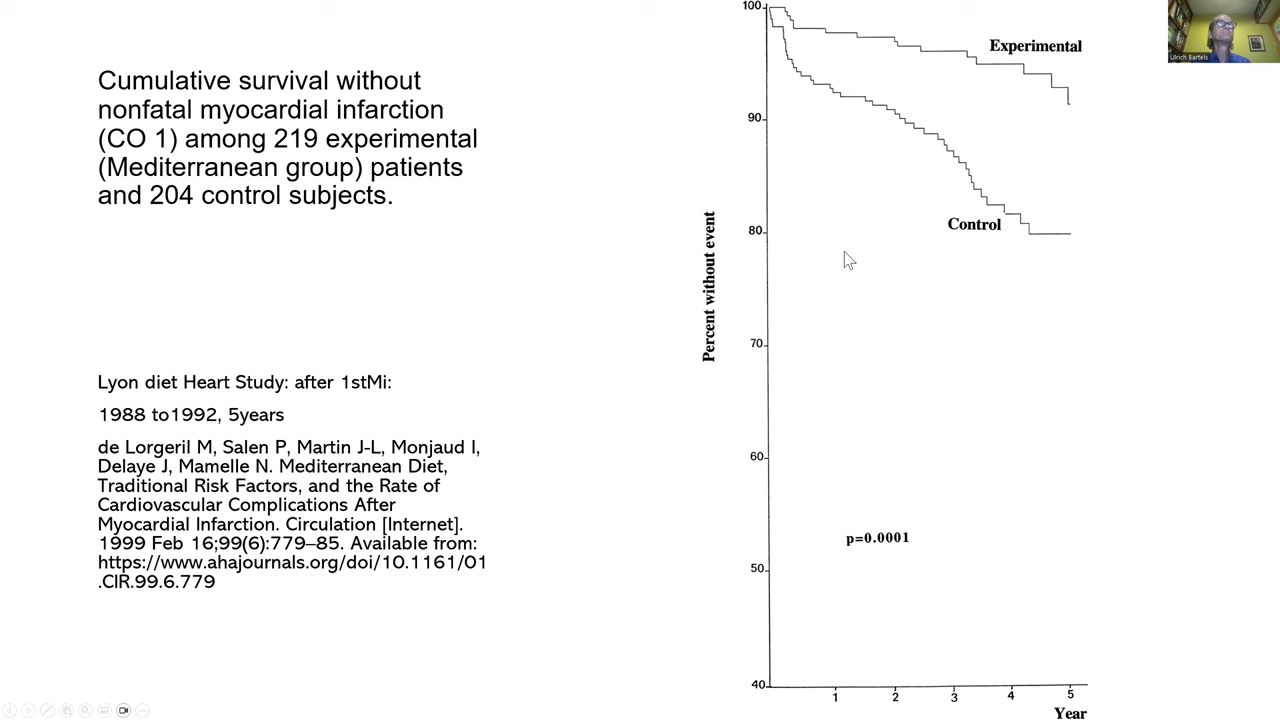 Cumulative survival without
nonfatal myocardial infarction
(CO 1) among 219 experimental
(Mediterranean group) patients
and 204 control subjects.
Lyon diet Heart Study: after 1stMi:
1988 to1992, 5years
de Lorgeril M, Salen P, Martin J-L, Monjaud I,
Delaye J, Mamelle N. Mediterranean Diet,
Traditional Risk Factors, and the Rate of
Cardiovascular Complications After
Myocardial Infarction. Circulation [Internet].
1999 Feb 16;99(6):779–85. Available from:
https://www.ahajournals.org/doi/10.1161/01
.CIR.99.6.779
Percent without event
100
90
80
70
60
50
40
Experimental
Control
p=0.0001
1 2 3 4 5
Year
Ulrich Bartels